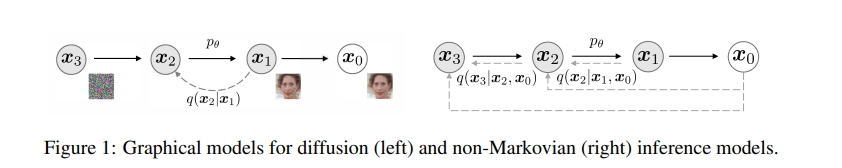 x₃ x₂ pθ x₁ x₀
q(x₂|x₁)
x₃ x₂ pθ x₁ x₀
q(x₃|x₂, x₀) q(x₂|x₁, x₀)
Figure 1: Graphical models for diffusion (left) and non-Markovian (right) inference models.